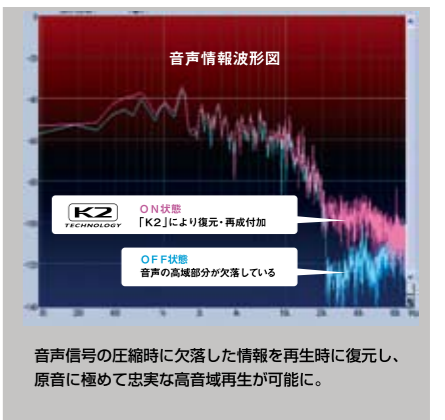 音声情報波形図
K2
TECHNOLOGY
ON状態
「K2」により復元・再成付加
OFF状態
音声の高域部分が欠落している
音声信号の圧縮時に欠落した情報を再生時に復元し、
原音に極めて忠実な高音域再生が可能に。